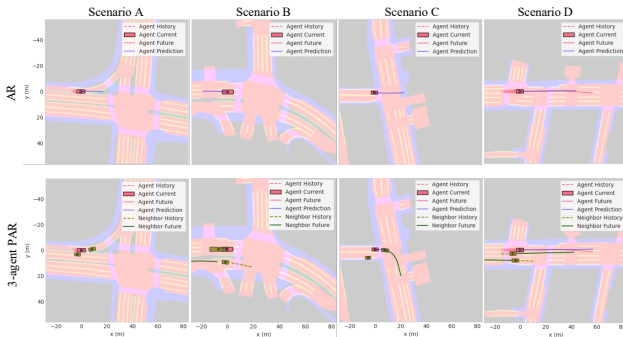 Scenario A Scenario B Scenario C Scenario D
AR
y (m)
−40
−20
0
20
40
Agent History
Agent Current
Agent Future
Agent Prediction
Agent History
Agent Current
Agent Future
Agent Prediction
Agent History
Agent Current
Agent Future
Agent Prediction
Agent History
Agent Current
Agent Future
Agent Prediction
3-agent PAR
y (m)
−40
−20
0
20
40
Agent History
Agent Current
Agent Future
Agent Prediction
Neighbor History
Neighbor Future
Agent History
Agent Current
Agent Future
Agent Prediction
Neighbor History
Neighbor Future
Agent History
Agent Current
Agent Future
Agent Prediction
Neighbor History
Neighbor Future
Agent History
Agent Current
Agent Future
Agent Prediction
Neighbor History
Neighbor Future
−20 0 20 40 60 80 −20 0 20 40 60 80 −20 0 20 40 60 80 −20 0 20 40 60 80
x (m) x (m) x (m) x (m)